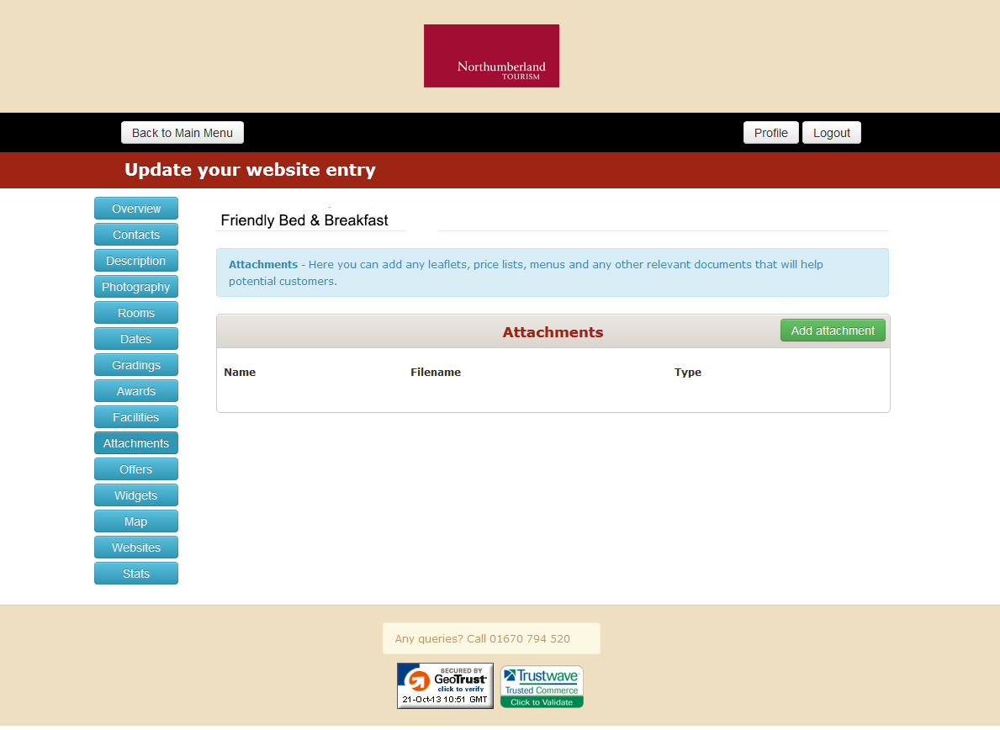 Northumberland
TOURISM
Back to Main Menu
Profile
Logout
Update your website entry
Overview
Contacts
Description
Photography
Rooms
Dates
Gradings
Awards
Facilities
Attachments
Offers
Widgets
Map
Websites
Stats
Friendly Bed & Breakfast
Attachments - Here you can add any leaflets, price lists, menus and any other relevant documents that will help
potential customers.
Attachments
Add attachment
Name Filename Type
Any queries? Call 01670 794 520
SECURED BY
GeoTrust
click to verify
21-Oct-13 10:51 GMT
Trustwave
Trusted Commerce
Click to Validate